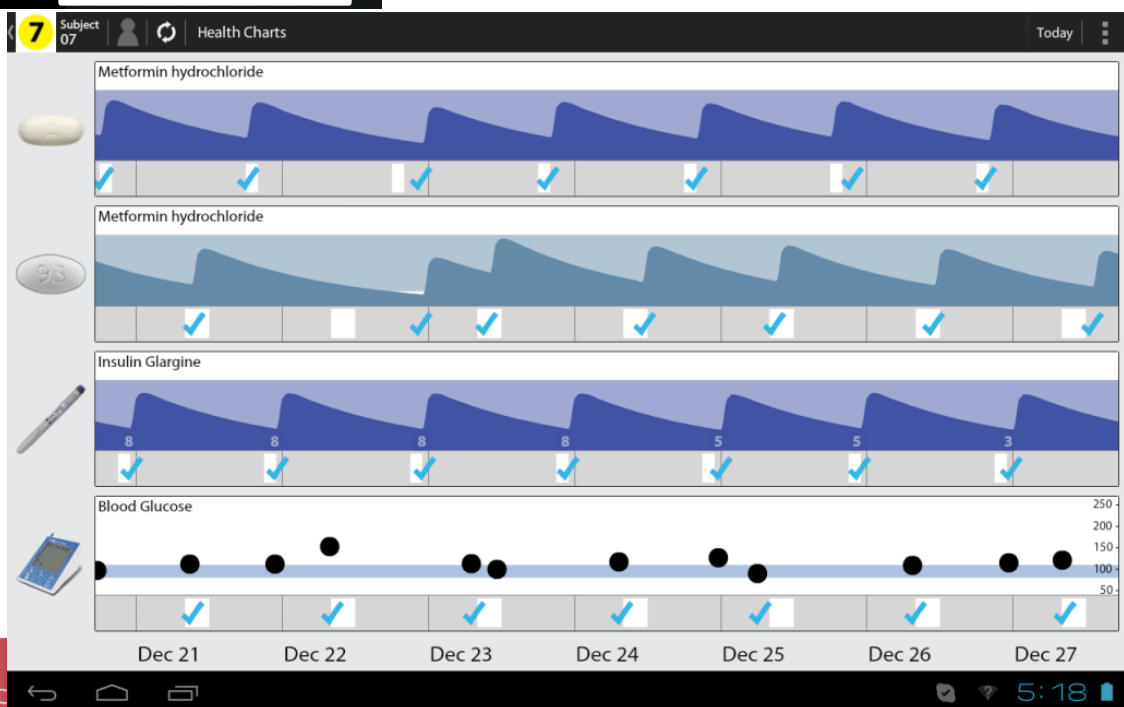 7 Subject
07
Health Charts
Today
Metformin hydrochloride
Metformin hydrochloride
93
Insulin Glargine
8 8 8 8 5 5 3
Blood Glucose
250
200
150
100
50
Dec 21 Dec 22 Dec 23 Dec 24 Dec 25 Dec 26 Dec 27
5:18